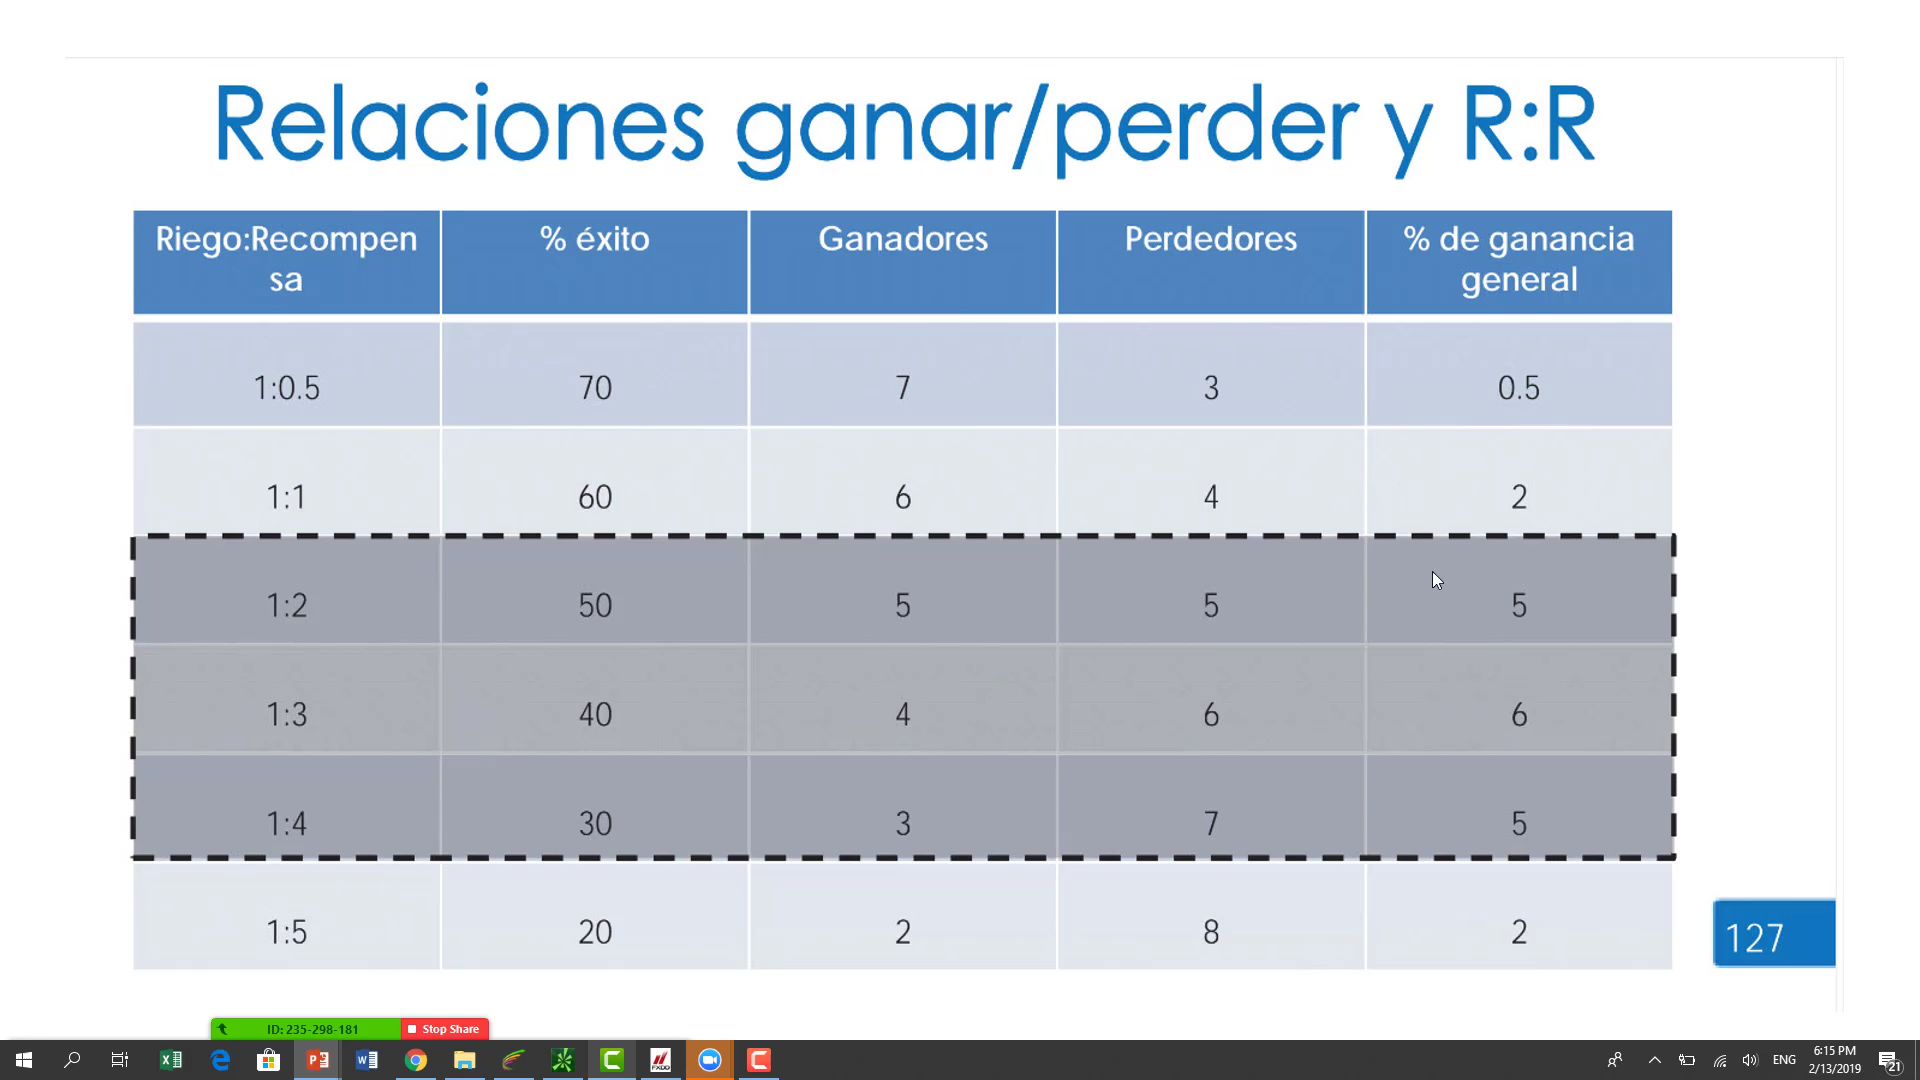 Relaciones ganar/perder y R:R
Riego:Recompen
sa
% éxito
Ganadores
Perdedores
% de ganancia
general
1:0.5 70 7 3 0.5
1:1 60 6 4 2
1:2 50 5 5 5
1:3 40 4 6 6
1:4 30 3 7 5
1:5 20 2 8 2
127
ID: 235-298-181
Stop Share
ENG
6:15 PM
2/13/2019
21
FXDD